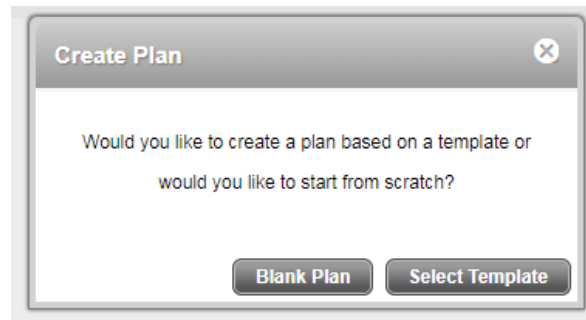 Create Plan
Would you like to create a plan based on a template or
would you like to start from scratch?
Blank Plan
Select Template